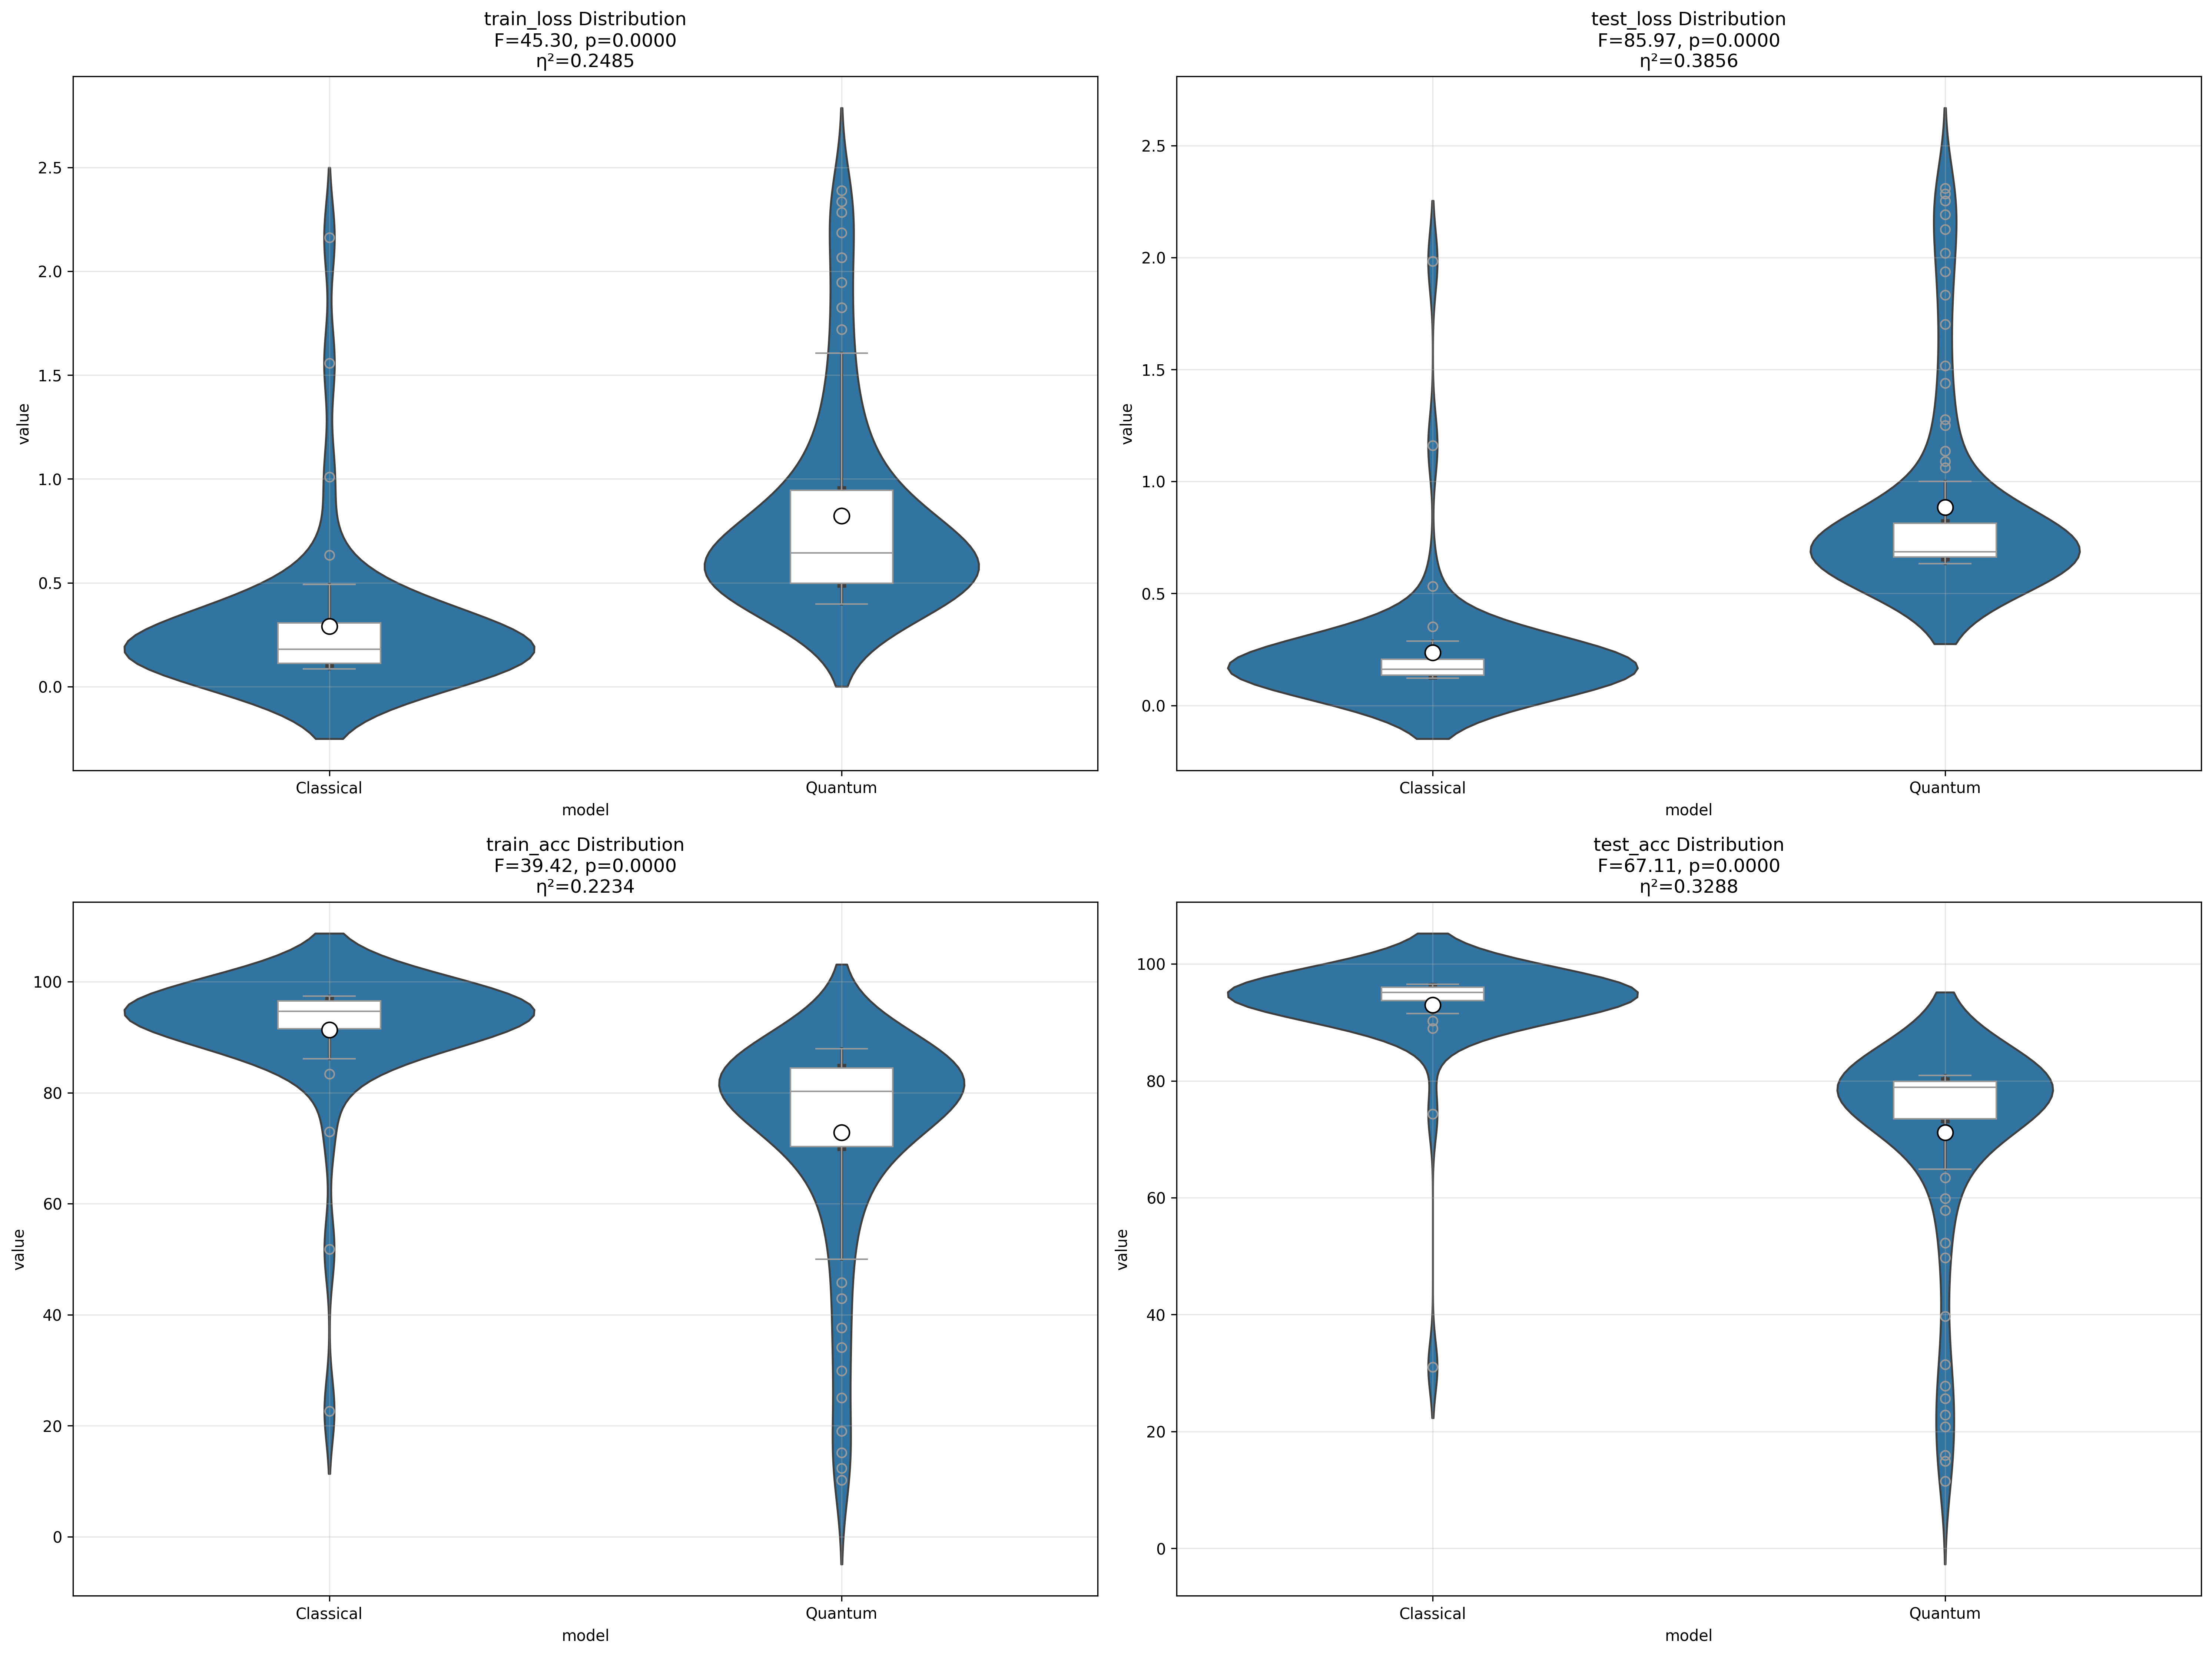 train_loss Distribution
F=45.30, p=0.0000
η²=0.2485
2.5
2.0
1.5
1.0
0.5
0.0
value
Classical
Quantum
model
test_loss Distribution
F=85.97, p=0.0000
η²=0.3856
2.5
2.0
1.5
1.0
0.5
0.0
value
Classical
Quantum
model
train_acc Distribution
F=39.42, p=0.0000
η²=0.2234
100
80
60
40
20
0
value
Classical
Quantum
model
test_acc Distribution
F=67.11, p=0.0000
η²=0.3288
100
80
60
40
20
0
value
Classical
Quantum
model